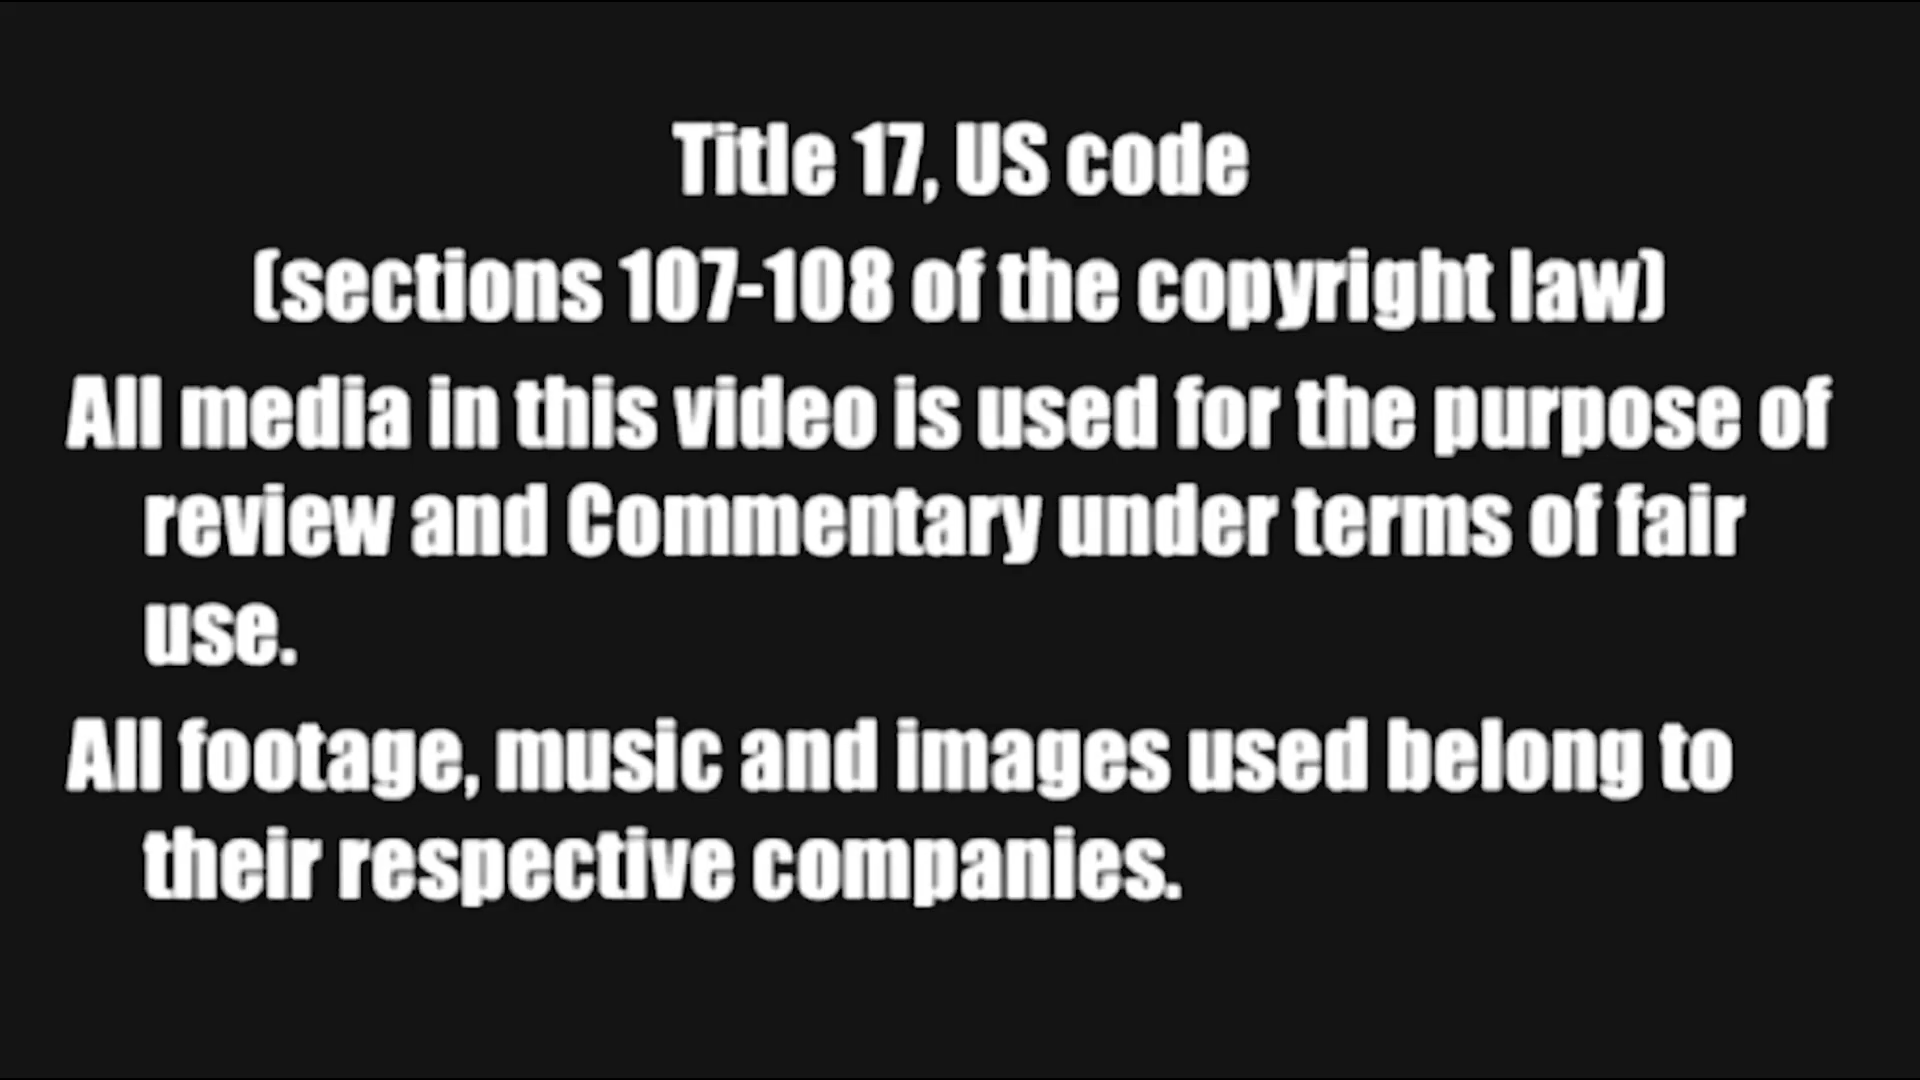 Title 17, US code
(sections 107-108 of the copyright law)
All media in this video is used for the purpose of
review and Commentary under terms of fair
use.
All footage, music and images used belong to
their respective companies.